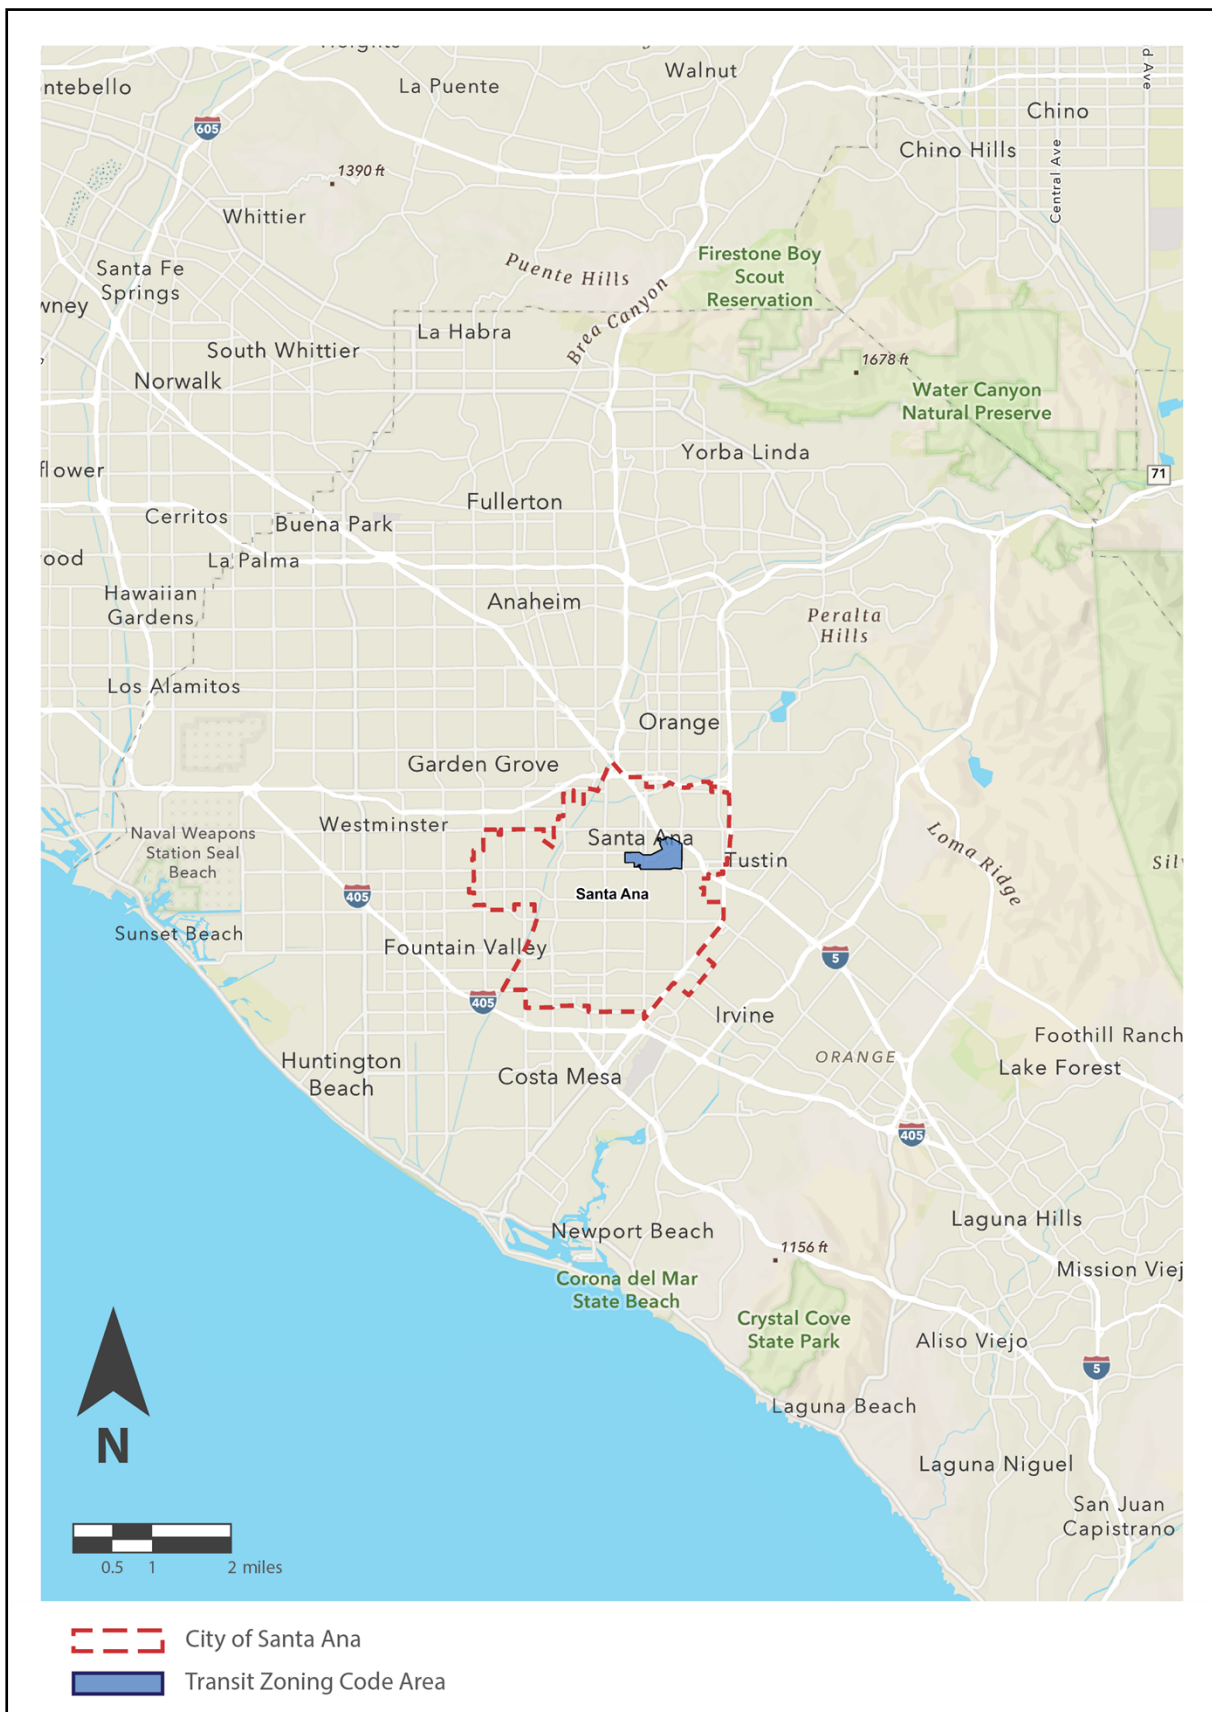 Walnut
La Puente
ntebello
d Ave
Chino
605
Chino Hills
Central Ave
1390 ft
Whittier
Firestone Boy
Scout
Reservation
Puente Hills
Santa Fe
Springs
wney
Brea Canyon
La Habra
South Whittier
1678 ft
Norwalk
Water Canyon
Natural Preserve
Yorba Linda
flower
71
Fullerton
Cerritos
Buena Park
ood
La Palma
Hawaiian
Gardens
Anaheim
Peralta
Hills
Los Alamitos
Orange
Garden Grove
Westminster
Naval Weapons
Station Seal
Beach
Santa Ana
Tustin
Loma Ridge
Silv
405
Santa Ana
Sunset Beach
Fountain Valley
5
405
Irvine
Foothill Ranch
Huntington
Beach
ORANGE
Lake Forest
Costa Mesa
405
Laguna Hills
Newport Beach
1156 ft
Mission Viej
Corona del Mar
State Beach
Crystal Cove
State Park
Aliso Viejo
5
Laguna Beach
N
Laguna Niguel
San Juan
Capistrano
0.5 1 2 miles
City of Santa Ana
Transit Zoning Code Area